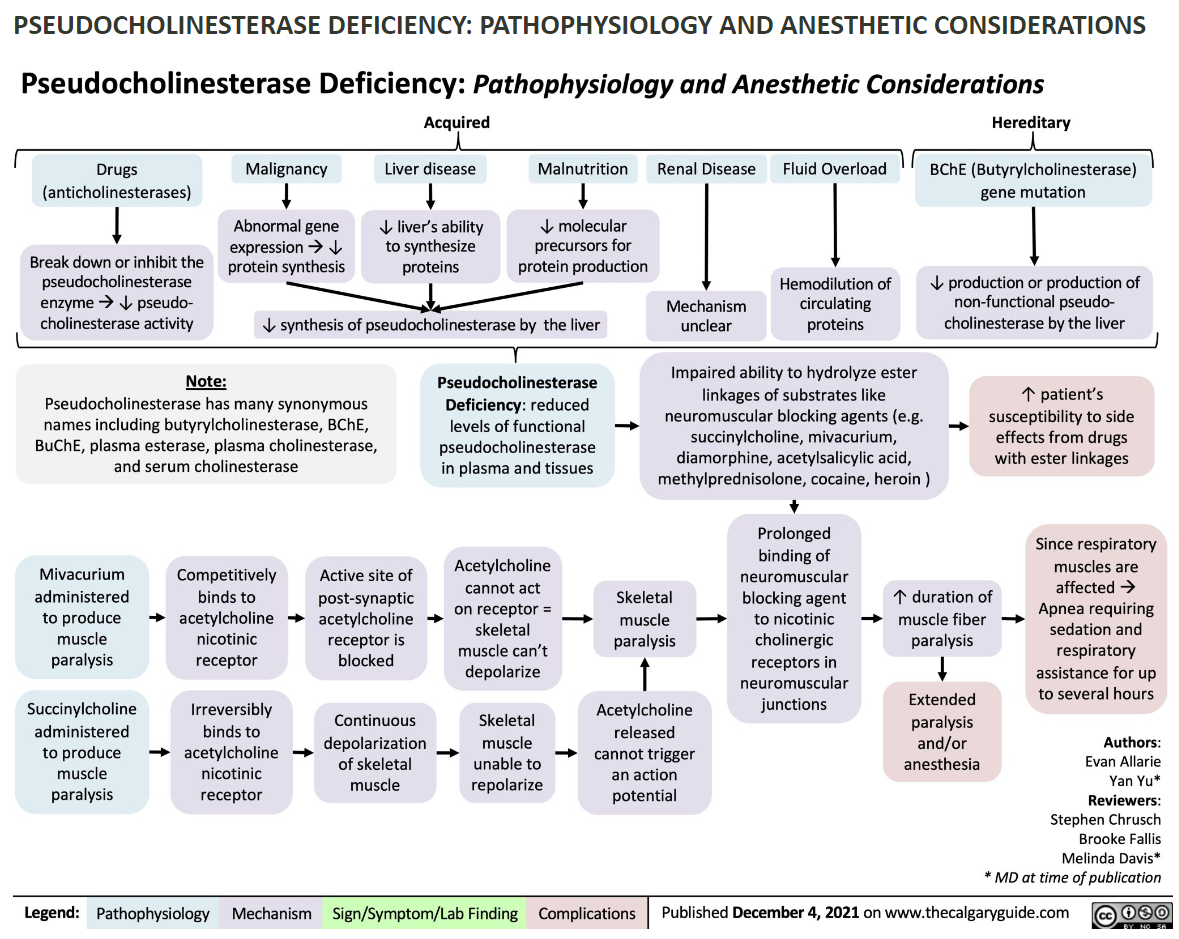 PSEUDOCHOLINESTERASE DEFICIENCY: PATHOPHYSIOLOGY AND ANESTHETIC CONSIDERATIONS
Pseudocholinesterase Deficiency: Pathophysiology and Anesthetic Considerations
Acquired
Hereditary
Drugs
(anticholinesterases)
Malignancy
Liver disease
Malnutrition
Renal Disease
Fluid Overload
BChE (Butyrylcholinesterase)
gene mutation
Break down or inhibit the
pseudocholinesterase
enzyme → ↓ pseudo-
cholinesterase activity
Abnormal gene
expression → ↓
protein synthesis
↓ liver's ability
to synthesize
proteins
↓ molecular
precursors for
protein production
↓ synthesis of pseudocholinesterase by the liver
Mechanism
unclear
Hemodilution of
circulating
proteins
↓ production or production of
non-functional pseudo-
cholinesterase by the liver
Note:
Pseudocholinesterase has many synonymous
names including butyrylcholinesterase, BChE,
BuChE, plasma esterase, plasma cholinesterase,
and serum cholinesterase
Pseudocholinesterase
Deficiency: reduced
levels of functional
pseudocholinesterase
in plasma and tissues
Impaired ability to hydrolyze ester
linkages of substrates like
neuromuscular blocking agents (e.g.
succinylcholine, mivacurium,
diamorphine, acetylsalicylic acid,
methylprednisolone, cocaine, heroin )
↑ patient's
susceptibility to side
effects from drugs
with ester linkages
Mivacurium
administered
to produce
muscle
paralysis
Competitively
binds to
acetylcholine
nicotinic
receptor
Active site of
post-synaptic
acetylcholine
receptor is
blocked
Acetylcholine
cannot act
on receptor =
skeletal
muscle can't
depolarize
Skeletal
muscle
paralysis
Prolonged
binding of
neuromuscular
blocking agent
to nicotinic
cholinergic
receptors in
neuromuscular
junctions
↑ duration of
muscle fiber
paralysis
Since respiratory
muscles are
affected →
Apnea requiring
sedation and
respiratory
assistance for up
to several hours
Succinylcholine
administered
to produce
muscle
paralysis
Irreversibly
binds to
acetylcholine
nicotinic
receptor
Continuous
depolarization
of skeletal
muscle
Skeletal
muscle
unable to
repolarize
Acetylcholine
released
cannot trigger
an action
potential
Extended
paralysis
and/or
anesthesia
Authors:
Evan Allarie
Yan Yu*
Reviewers:
Stephen Chrusch
Brooke Fallis
Melinda Davis*
* MD at time of publication
Legend:
Pathophysiology
Mechanism
Sign/Symptom/Lab Finding
Complications
Published December 4, 2021 on www.thecalgaryguide.com
cc
BY NC SA